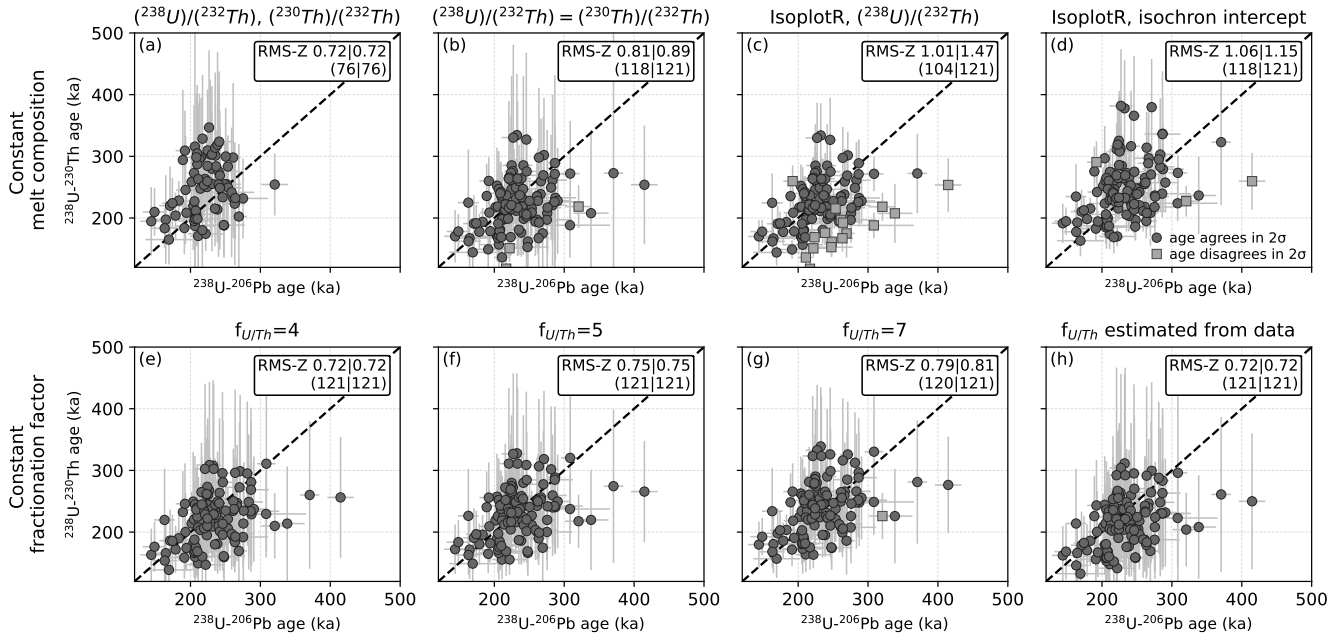 (²³⁸U)/(²³²Th), (²³⁰Th)/(²³²Th)
(²³⁸U)/(²³²Th) = (²³⁰Th)/(²³²Th)
IsoplotR, (²³⁸U)/(²³²Th)
IsoplotR, isochron intercept
Constant
melt composition
²³⁸U-²³⁰Th age (ka)
500
400
300
200
(a)
RMS-Z 0.72|0.72
(76|76)
(b)
RMS-Z 0.81|0.89
(118|121)
(c)
RMS-Z 1.01|1.47
(104|121)
(d)
RMS-Z 1.06|1.15
(118|121)
age agrees in 2σ
age disagrees in 2σ
²³⁸U-²⁰⁶Pb age (ka)
²³⁸U-²⁰⁶Pb age (ka)
²³⁸U-²⁰⁶Pb age (ka)
²³⁸U-²⁰⁶Pb age (ka)
f_{U/Th}=4
f_{U/Th}=5
f_{U/Th}=7
f_{U/Th} estimated from data
Constant
fractionation factor
²³⁸U-²³⁰Th age (ka)
500
400
300
200
(e)
RMS-Z 0.72|0.72
(121|121)
(f)
RMS-Z 0.75|0.75
(121|121)
(g)
RMS-Z 0.79|0.81
(120|121)
(h)
RMS-Z 0.72|0.72
(121|121)
200 300 400 500
200 300 400 500
200 300 400 500
200 300 400 500
²³⁸U-²⁰⁶Pb age (ka)
²³⁸U-²⁰⁶Pb age (ka)
²³⁸U-²⁰⁶Pb age (ka)
²³⁸U-²⁰⁶Pb age (ka)